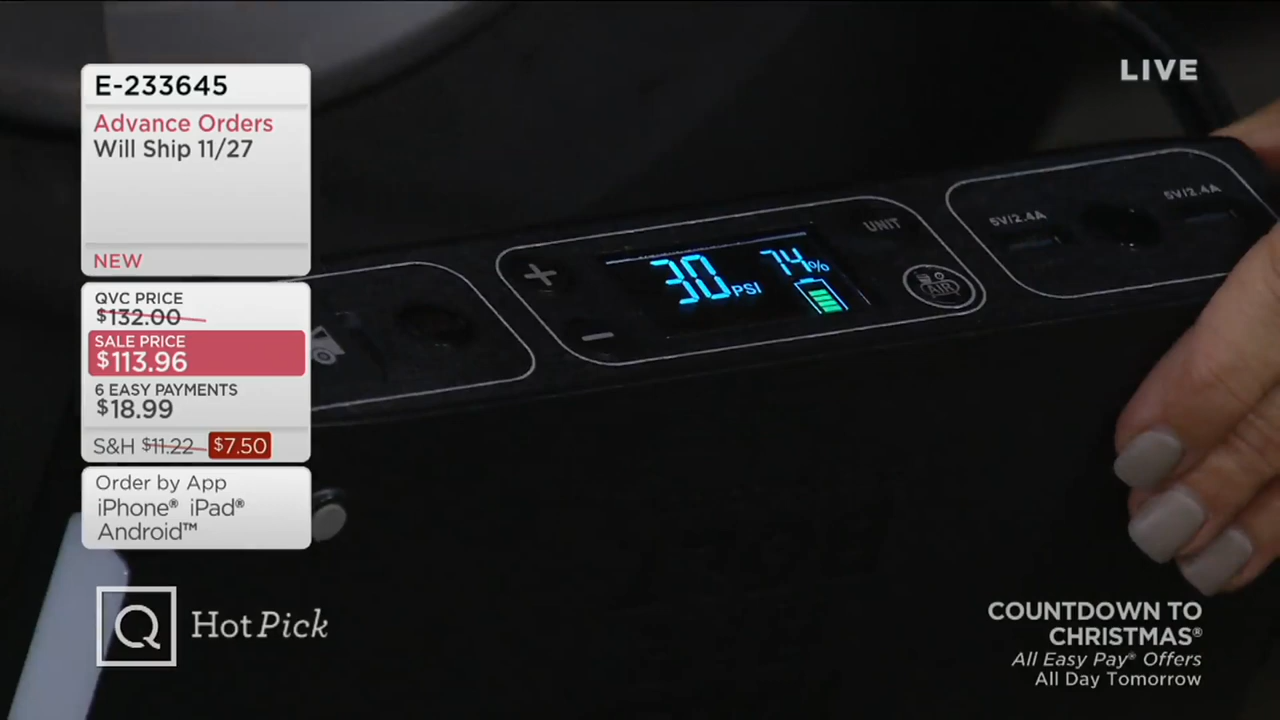 E-233645
Advance Orders
Will Ship 11/27
NEW
QVC PRICE
$132.00
SALE PRICE
$113.96
6 EASY PAYMENTS
$18.99
S&H $11.22 $7.50
Order by App
iPhone® iPad®
Android™
Q HotPick
LIVE
5V/2.4A
5V/2.4A
UNIT
+
30 PSI 74%
AIR
−
COUNTDOWN TO
CHRISTMAS®
All Easy Pay® Offers
All Day Tomorrow